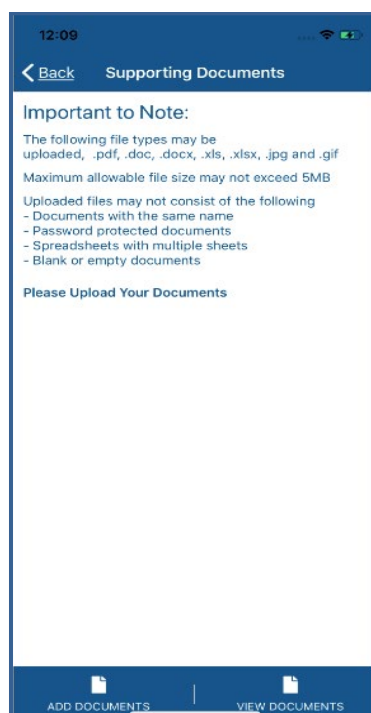 12:09
Back Supporting Documents
Important to Note:
The following file types may be
uploaded, .pdf, .doc, .docx, .xls, .xlsx, .jpg and .gif
Maximum allowable file size may not exceed 5MB
Uploaded files may not consist of the following
- Documents with the same name
- Password protected documents
- Spreadsheets with multiple sheets
- Blank or empty documents
Please Upload Your Documents
ADD DOCUMENTS | VIEW DOCUMENTS